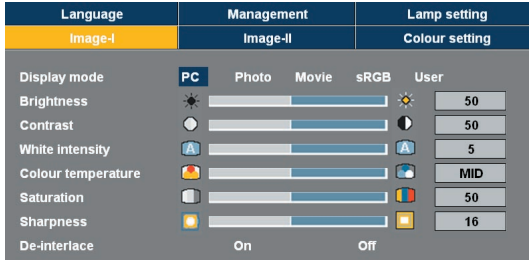 Language Management Lamp setting
Image-I Image-II Colour setting
Display mode PC Photo Movie sRGB User
Brightness 50
Contrast 50
White intensity A A 5
Colour temperature MID
Saturation 50
Sharpness 16
De-interlace On Off